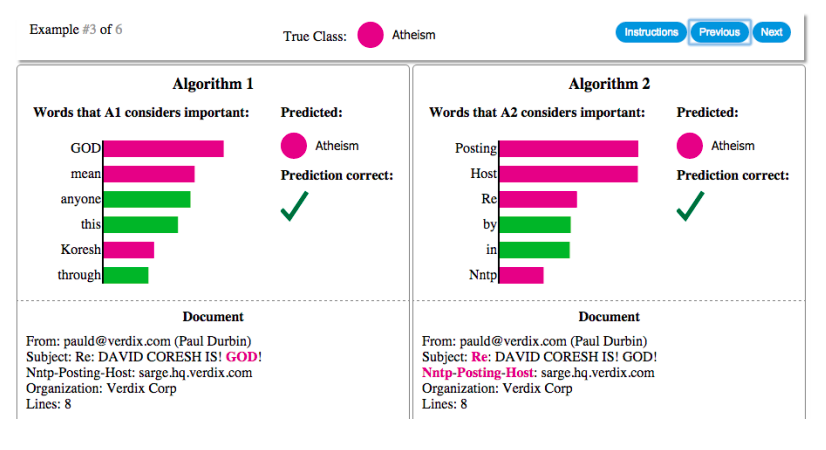 Example #3 of 6
True Class: Atheism
Instructions Previous Next
Algorithm 1
Words that A1 considers important: Predicted:
GOD
mean
anyone
this
Koresh
through
Atheism
Prediction correct:
Document
From: pauld@verdix.com (Paul Durbin)
Subject: Re: DAVID CORESH IS! GOD!
Nntp-Posting-Host: sarge.hq.verdix.com
Organization: Verdix Corp
Lines: 8
Algorithm 2
Words that A2 considers important: Predicted:
Posting
Host
Re
by
in
Nntp
Atheism
Prediction correct:
Document
From: pauld@verdix.com (Paul Durbin)
Subject: Re: DAVID CORESH IS! GOD!
Nntp-Posting-Host: sarge.hq.verdix.com
Organization: Verdix Corp
Lines: 8